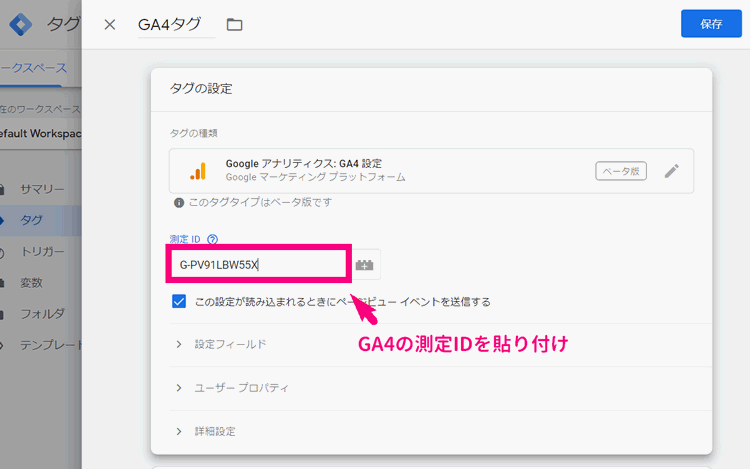 タグ
GA4タグ
保存
ークスペース
在のワークスペース
efault Workspac
サマリー
タグ
トリガー
変数
フォルダ
テンプレート
タグの設定
タグの種類
Google アナリティクス: GA4 設定
Google マーケティング プラットフォーム
ベータ版
このタグタイプはベータ版です
測定 ID
G-PV91LBW55X
この設定が読み込まれるときにページビュー イベントを送信する
GA4の測定IDを貼り付け
設定フィールド
ユーザー プロパティ
詳細設定